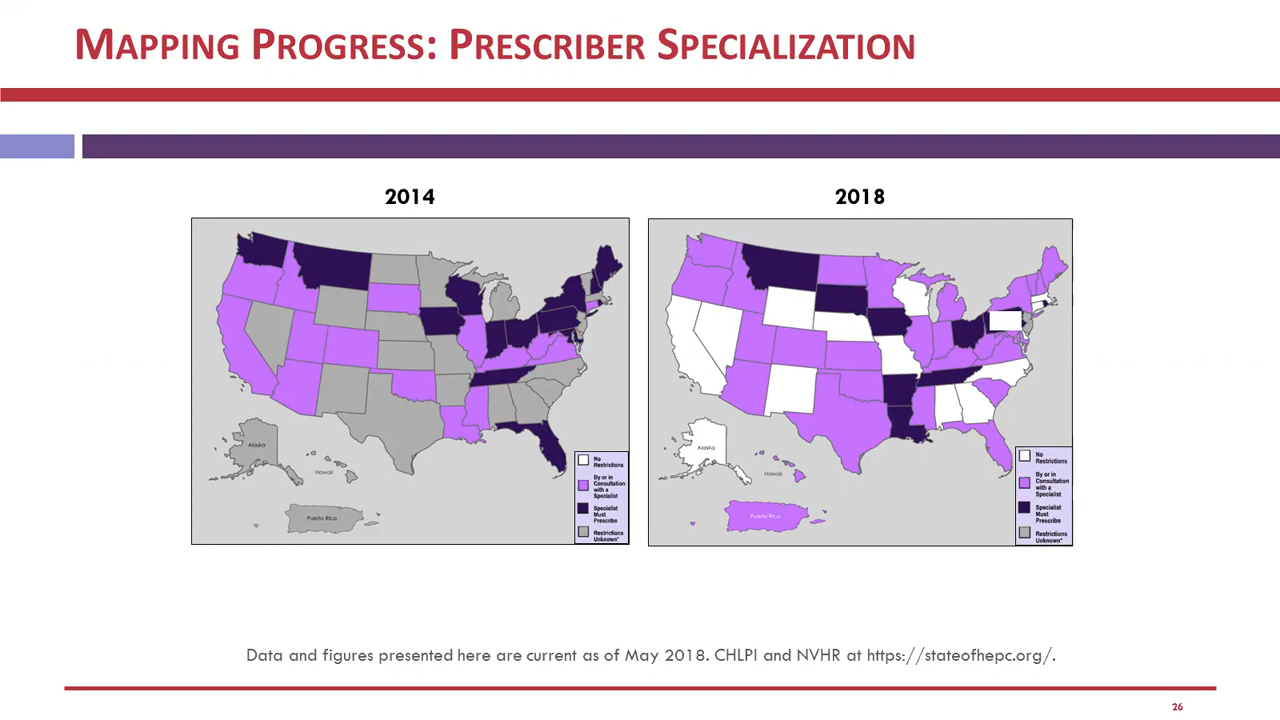 MAPPING PROGRESS: PRESCRIBER SPECIALIZATION
2014
2018
Alaska
Hawaii
Puerto Rico
No
Restrictions
By or in
Consultation
with a
Specialist
Specialist
Must
Prescribe
Restrictions
Unknown*
Alaska
Hawaii
Puerto Rico
No
Restrictions
By or in
Consultation
with a
Specialist
Specialist
Must
Prescribe
Restrictions
Unknown*
Data and figures presented here are current as of May 2018. CHLPI and NVHR at https://stateofhepc.org/.
26